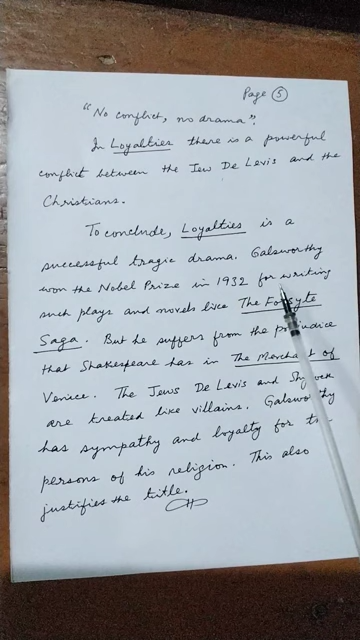 Page 5
"No conflict, no drama".
In Loyalties there is a powerful
conflict between the Jew De Levis and the
Christians.
To conclude, Loyalties is a
successful tragic drama. Galsworthy
won the Nobel Prize in 1932 for writing
such plays and novels like The Forsyte
Saga. But he suffers from the prejudice
that Shakespeare has in The Merchant of
Venice. The Jews De Levis and Shylock
are treated like villains. Galsworthy
has sympathy and loyalty for the
persons of his religion. This also
justifies the title.